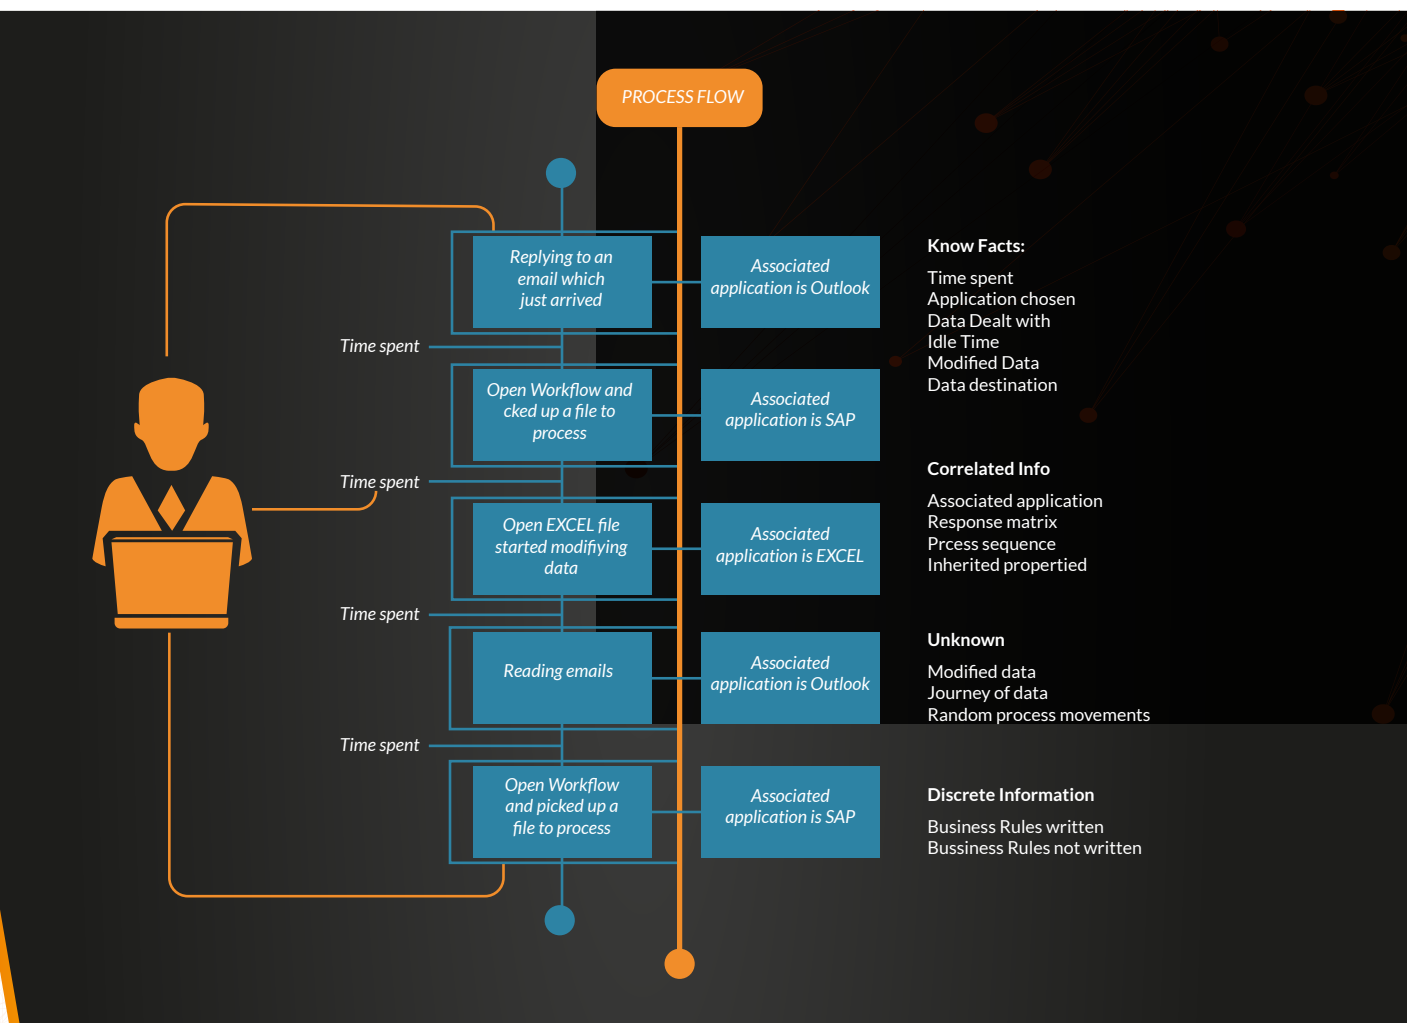 PROCESS FLOW
Replying to an
email which
just arrived
Associated
application is Outlook
Time spent
Open Workflow and
cked up a file to
process
Associated
application is SAP
Time spent
Open EXCEL file
started modifiying
data
Associated
application is EXCEL
Time spent
Reading emails
Associated
application is Outlook
Time spent
Open Workflow
and picked up a
file to process
Associated
application is SAP
Know Facts:
Time spent
Application chosen
Data Dealt with
Idle Time
Modified Data
Data destination
Correlated Info
Associated application
Response matrix
Prcess sequence
Inherited propertied
Unknown
Modified data
Journey of data
Random process movements
Discrete Information
Business Rules written
Bussiness Rules not written